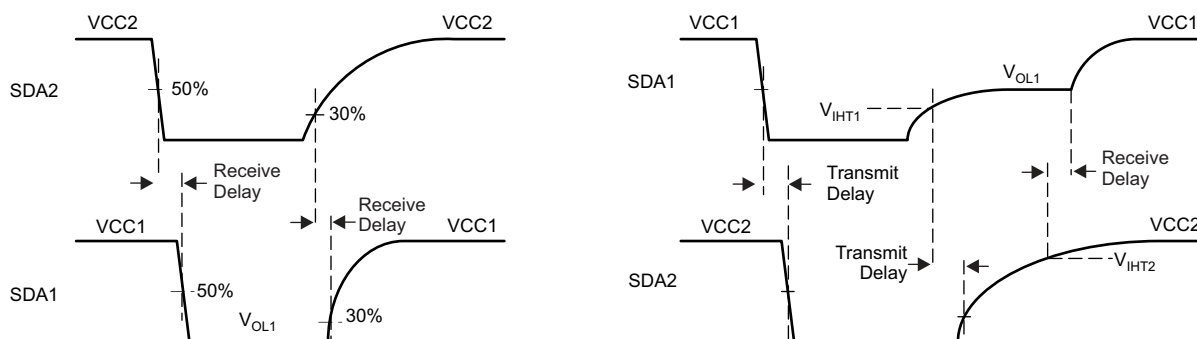 VCC2
VCC2
SDA2
50%
30%
Receive
Delay
Receive
Delay
VCC1
VCC1
SDA1
50%
VOL1
30%
VCC1
VCC1
SDA1
VOL1
VIHT1
Transmit
Delay
Receive
Delay
VCC2
VCC2
Transmit
Delay
VIHT2
SDA2